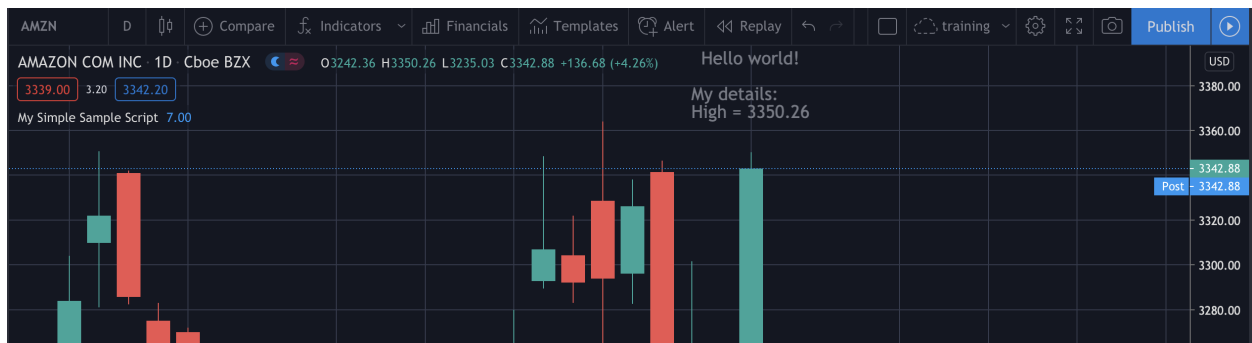 AMZN D Compare Indicators Financials Templates Alert Replay training Publish
AMAZON COM INC · 1D · Cboe BZX O3242.36 H3350.26 L3235.03 C3342.88 +136.68 (+4.26%)
Hello world!
USD
3339.00 3.20 3342.20
My details:
High = 3350.26
My Simple Sample Script 7.00
3380.00
3360.00
3342.88
Post 3342.88
3320.00
3300.00
3280.00